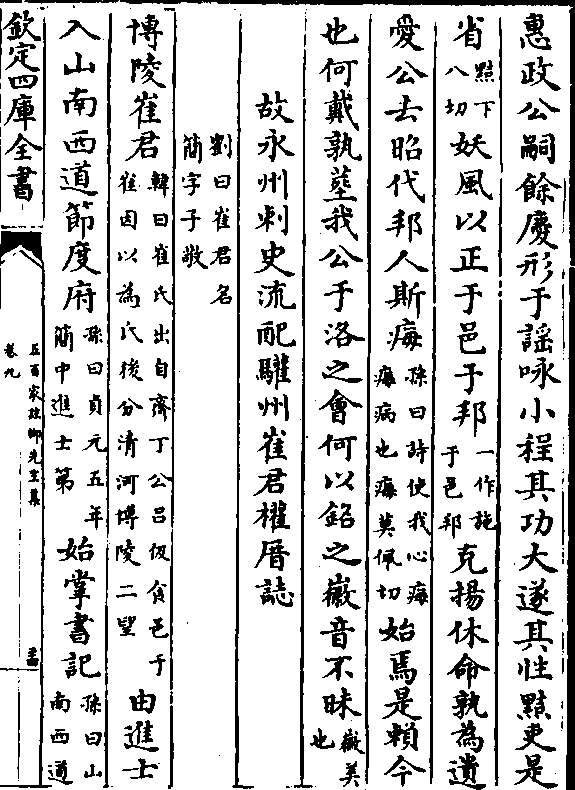 惠政公嗣餘慶形于謡咏小程其功大遂其性黠吏是
省黠下八切妖風以正于邑于邦一作施于邑邦克揚休命孰為遺
愛公去昭代邦人斯痗孫曰詩使我心痗痗病也痗莫佩切始焉是賴今
也何戴孰塟我公于洛之會何以銘之徽音不昧徽美也
故永州刺史流配驩州崔君權厝誌
劉曰崔君名簡字子敬
博陵崔君韓曰崔氏出自齊丁公吕伋食邑于崔因以為氏後分清河博陵二望由進士
入山南西道節度府孫曰貞元五年簡中進士第始掌書記孫曰山南西道
欽定四庫全書
五百家註柳先生集
卷九